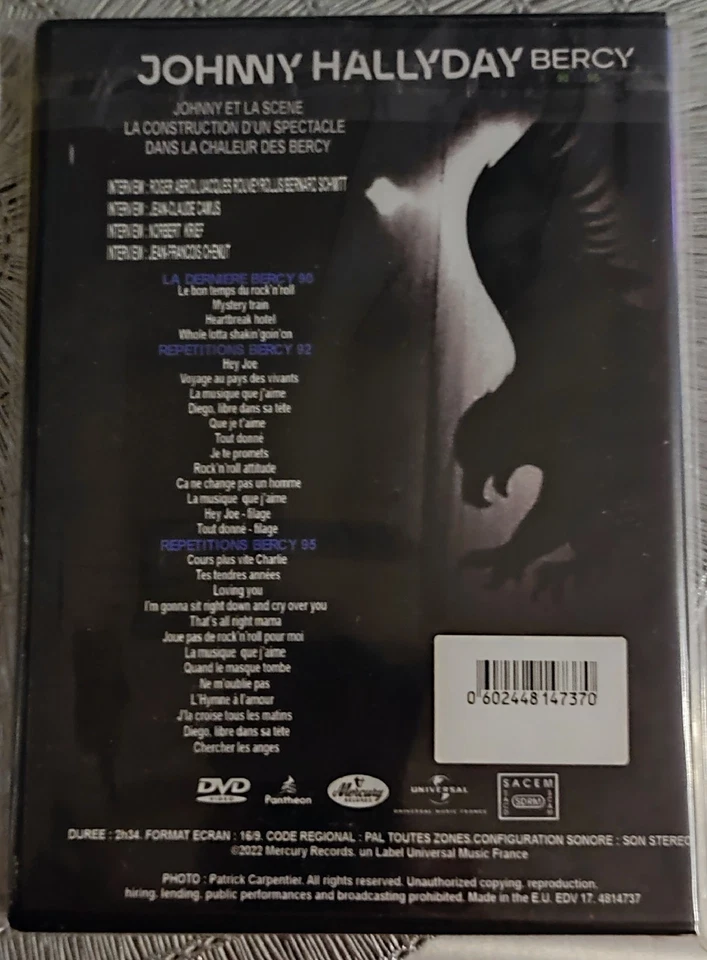 JOHNNY HALLYDAY BERCY
JOHNNY ET LA SCENE
LA CONSTRUCTION D'UN SPECTACLE
DANS LA CHALEUR DES BERCY
INTERVIEW : ROGER ABRIOL/JACQUES ROUVEYROLLIS/BERNARD SCHMITT
INTERVIEW : JEAN-CLAUDE CAMUS
INTERVIEW : NORBERT KRIEF
INTERVIEW : JEAN-FRANCOIS CHENUT
LA DERNIERE BERCY 90
Le bon temps du rock'n'roll
Mystery train
Heartbreak hotel
Whole lotta shakin'goin'on
REPETITIONS BERCY 92
Hey Joe
Voyage au pays des vivants
La musique que j'aime
Diego, libre dans sa tête
Que je t'aime
Tout donné
Je te promets
Rock'n'roll attitude
Ca ne change pas un homme
La musique que j'aime
Hey Joe - filage
Tout donné - filage
REPETITIONS BERCY 95
Cours plus vite Charlie
Tes tendres années
Loving you
I'm gonna sit right down and cry over you
That's all right mama
Joue pas de rock'n'roll pour moi
La musique que j'aime
Quand le masque tombe
Ne m'oublie pas
L'Hymne à l'amour
J'la croise tous les matins
Diego, libre dans sa tête
Chercher les anges
0 602448 147370
DVD VIDEO
Panthéon
Mercury RECORDS
UNIVERSAL
UNIVERSAL MUSIC FRANCE
SACEM
SDRM
DUREE : 2h34. FORMAT ECRAN : 16/9. CODE REGIONAL : PAL TOUTES ZONES.CONFIGURATION SONORE : SON STEREO
©2022 Mercury Records. un Label Universal Music France
PHOTO : Patrick Carpentier. All rights reserved. Unauthorized copying, reproduction,
hiring, lending, public performances and broadcasting prohibited. Made in the E.U. EDV 17. 4814737